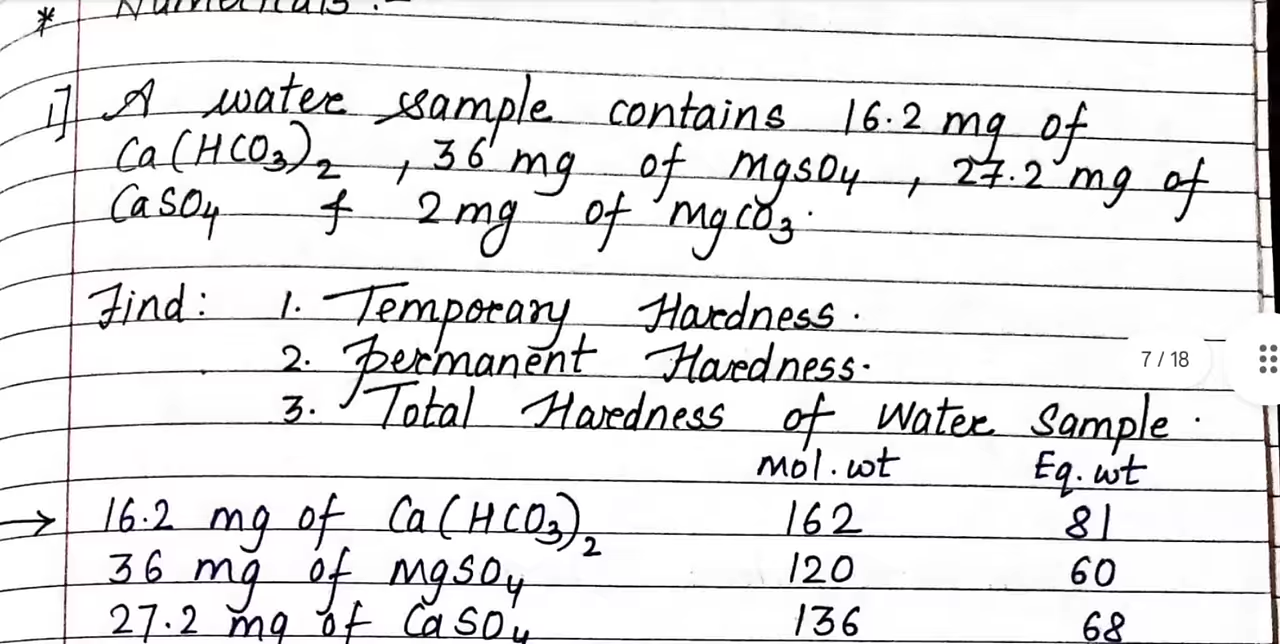 * Numericals :-
1] A water sample contains 16.2 mg of
Ca(HCO3)2 , 36 mg of MgSO4 , 27.2 mg of
CaSO4 & 2 mg of MgCO3.
Find: 1. Temporary Hardness.
2. Permanent Hardness.
7 / 18
3. Total Hardness of Water Sample.
Mol. wt Eq. wt
→ 16.2 mg of Ca(HCO3)2 162 81
36 mg of MgSO4 120 60
27.2 mg of CaSO4 136 68